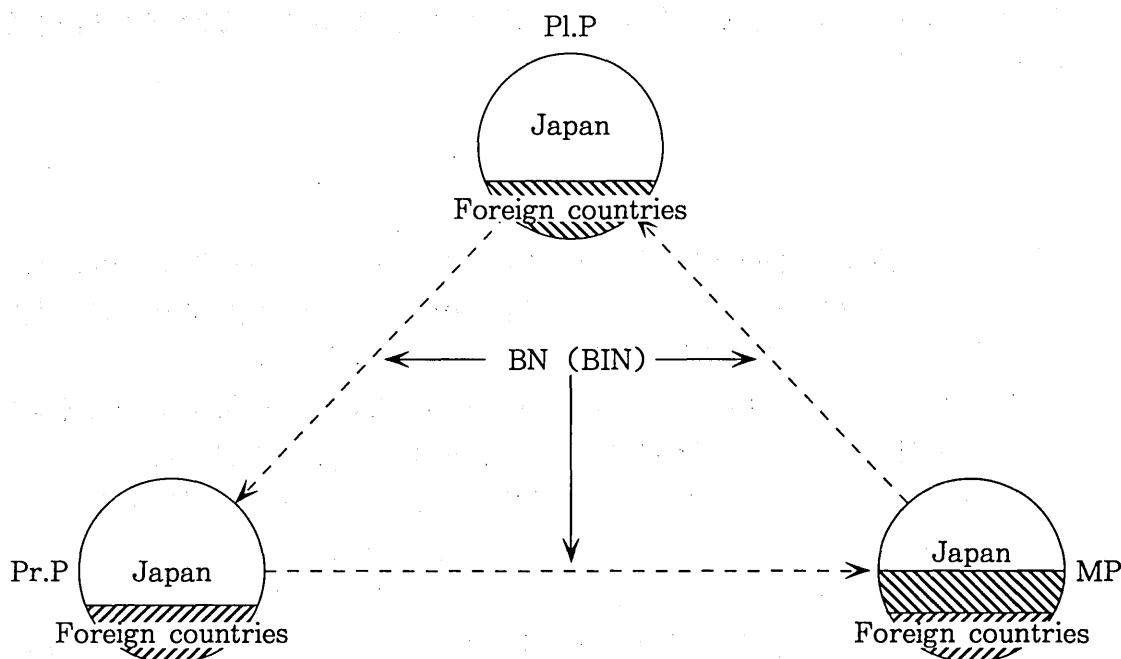 Pl.P
Japan
Foreign countries
BN (BIN)
Pr.P
Japan
Foreign countries
Japan
MP
Foreign countries